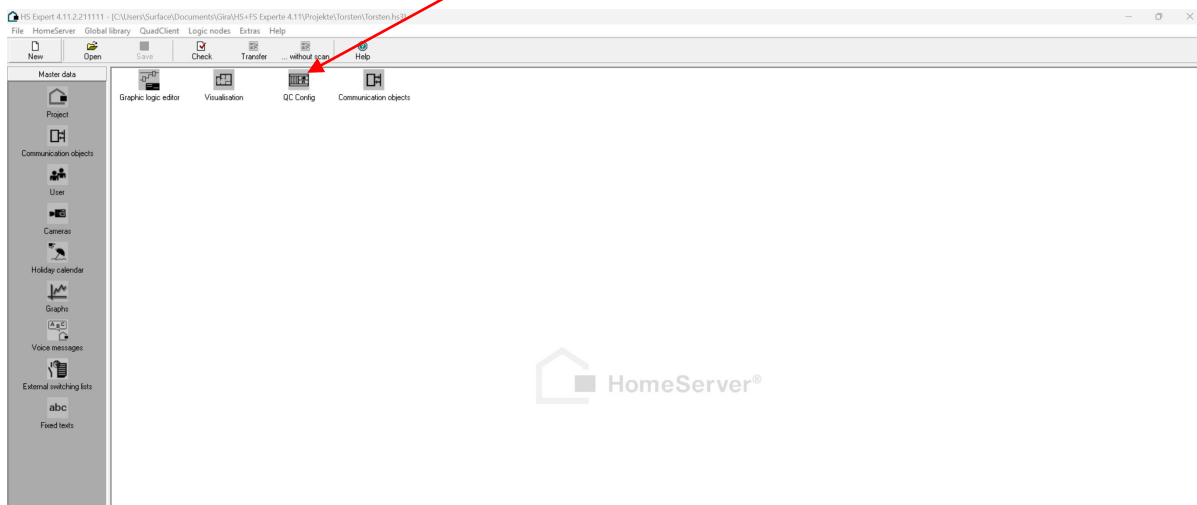 HS Expert 4.11.2.211111 - [C:\Users\Surface\Documents\Gira\HS+FS Experte 4.11\Projekte\Torsten\Torsten.hs3]
File HomeServer Global library QuadClient Logic nodes Extras Help
New Open Save Check Transfer ... without scan Help
Master data
Graphic logic editor Visualisation QC Config Communication objects
Project
Communication objects
User
Cameras
Holiday calendar
Graphs
A B C
Voice messages
External switching lists
abc
Fixed texts
HomeServer®